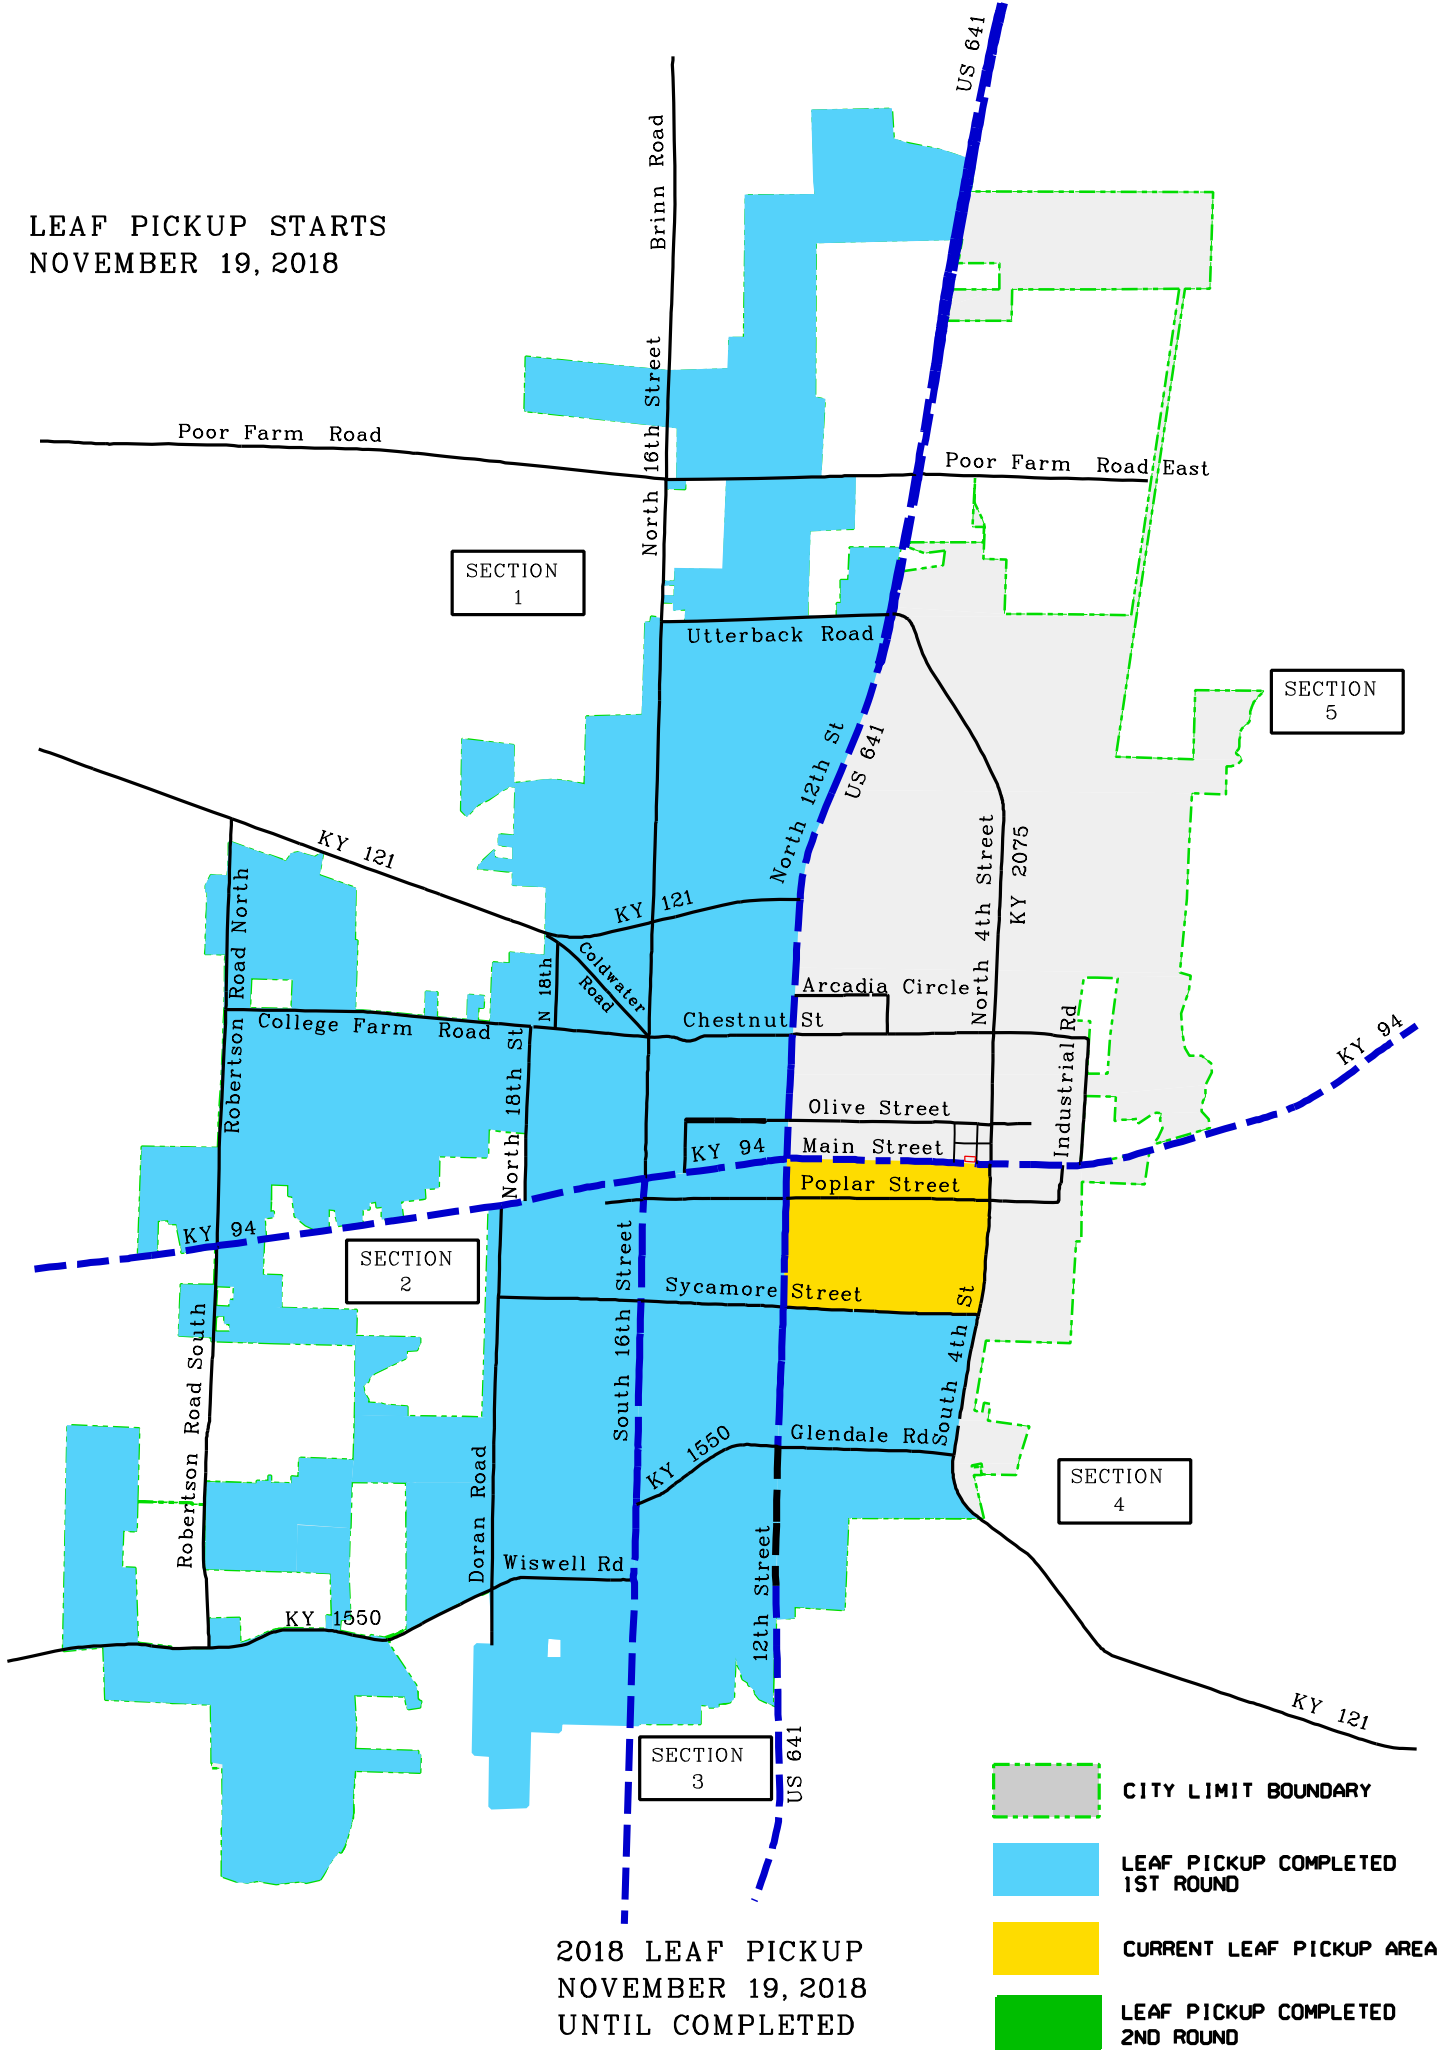 US 641
Brinn Road
LEAF PICKUP STARTS
NOVEMBER 19, 2018
North 16th Street
Poor Farm Road
Poor Farm Road East
SECTION
1
Utterback Road
SECTION
5
North 12th St
US 641
KY 121
North 4th Street
KY 2075
KY 121
Robertson Road North
Coldwater
Road
N 18th
Arcadia Circle
College Farm Road
Chestnut St
North 18th St
Industrial Rd
KY 94
Olive Street
Main Street
KY 94
Poplar Street
KY 94
SECTION
2
South 16th Street
Sycamore Street
South 4th St
Robertson Road South
Glendale Rd
KY 1550
Doran Road
SECTION
4
Wiswell Rd
12th Street
KY 1550
KY 121
SECTION
3
US 641
CITY LIMIT BOUNDARY
LEAF PICKUP COMPLETED
1ST ROUND
CURRENT LEAF PICKUP AREA
LEAF PICKUP COMPLETED
2ND ROUND
2018 LEAF PICKUP
NOVEMBER 19, 2018
UNTIL COMPLETED